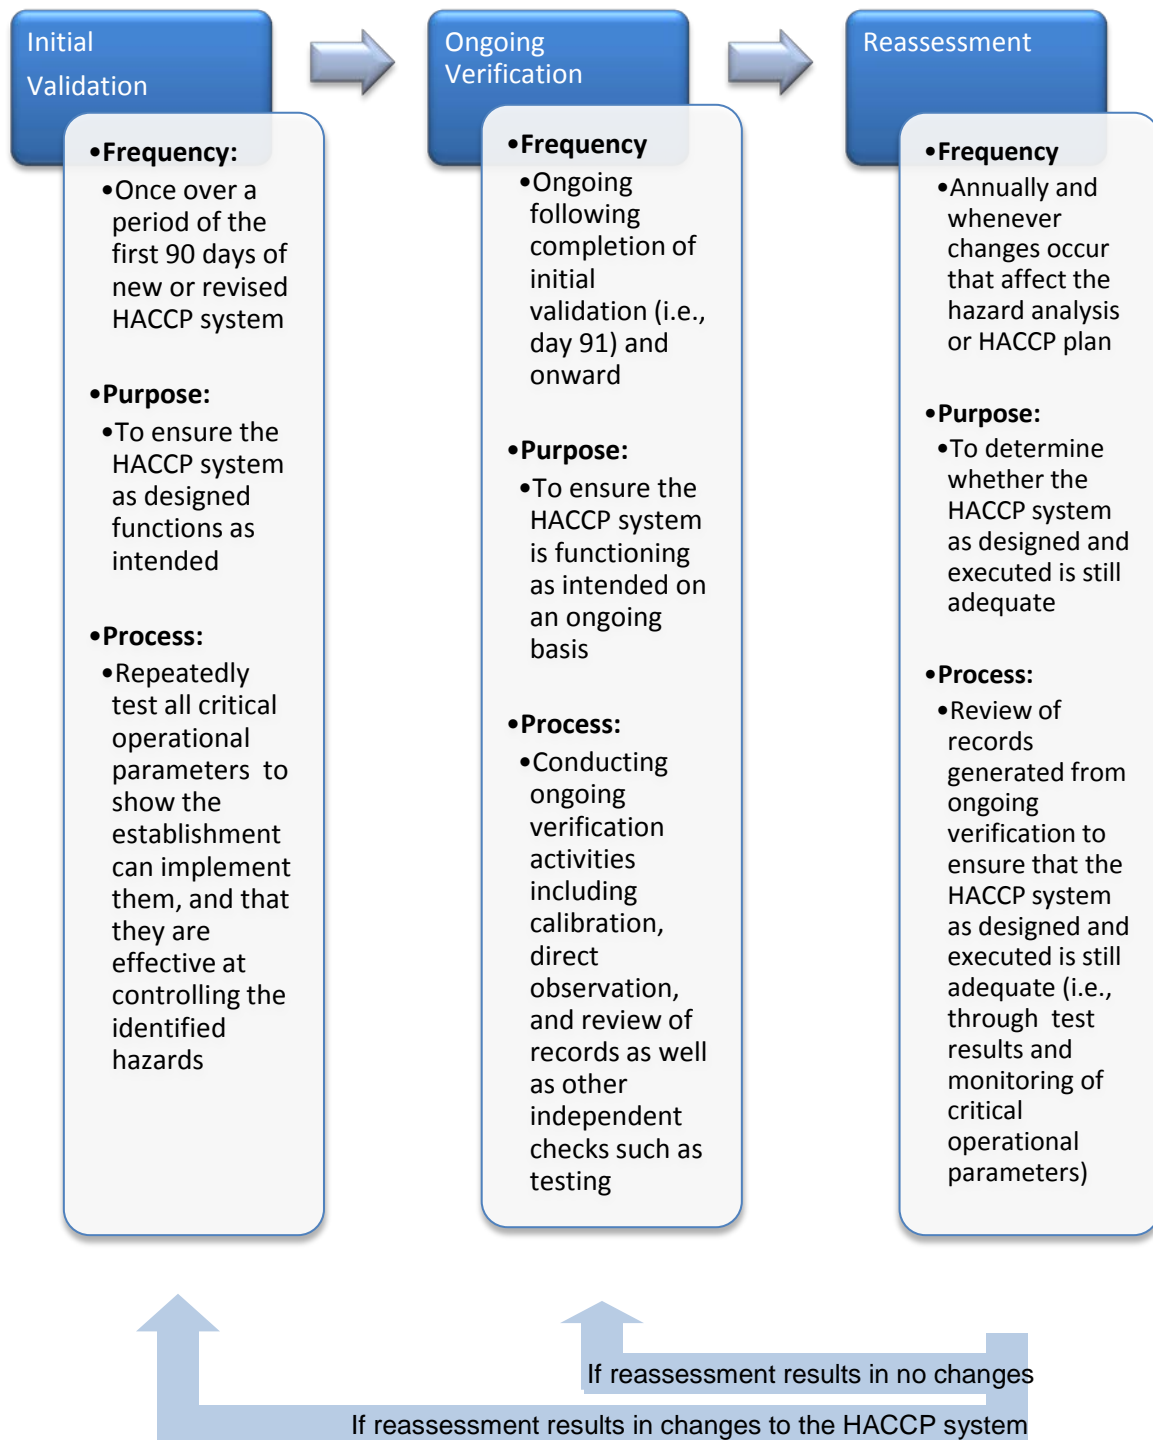 Initial
Validation
•Frequency:
•Once over a
period of the
first 90 days of
new or revised
HACCP system
•Purpose:
•To ensure the
HACCP system
as designed
functions as
intended
•Process:
•Repeatedly
test all critical
operational
parameters to
show the
establishment
can implement
them, and that
they are
effective at
controlling the
identified
hazards
Ongoing
Verification
•Frequency
•Ongoing
following
completion of
initial
validation (i.e.,
day 91) and
onward
•Purpose:
•To ensure the
HACCP system
is functioning
as intended on
an ongoing
basis
•Process:
•Conducting
ongoing
verification
activities
including
calibration,
direct
observation,
and review of
records as well
as other
independent
checks such as
testing
Reassessment
•Frequency
•Annually and
whenever
changes occur
that affect the
hazard analysis
or HACCP plan
•Purpose:
•To determine
whether the
HACCP system
as designed and
executed is still
adequate
•Process:
•Review of
records
generated from
ongoing
verification to
ensure that the
HACCP system
as designed and
executed is still
adequate (i.e.,
through test
results and
monitoring of
critical
operational
parameters)
If reassessment results in no changes
If reassessment results in changes to the HACCP system